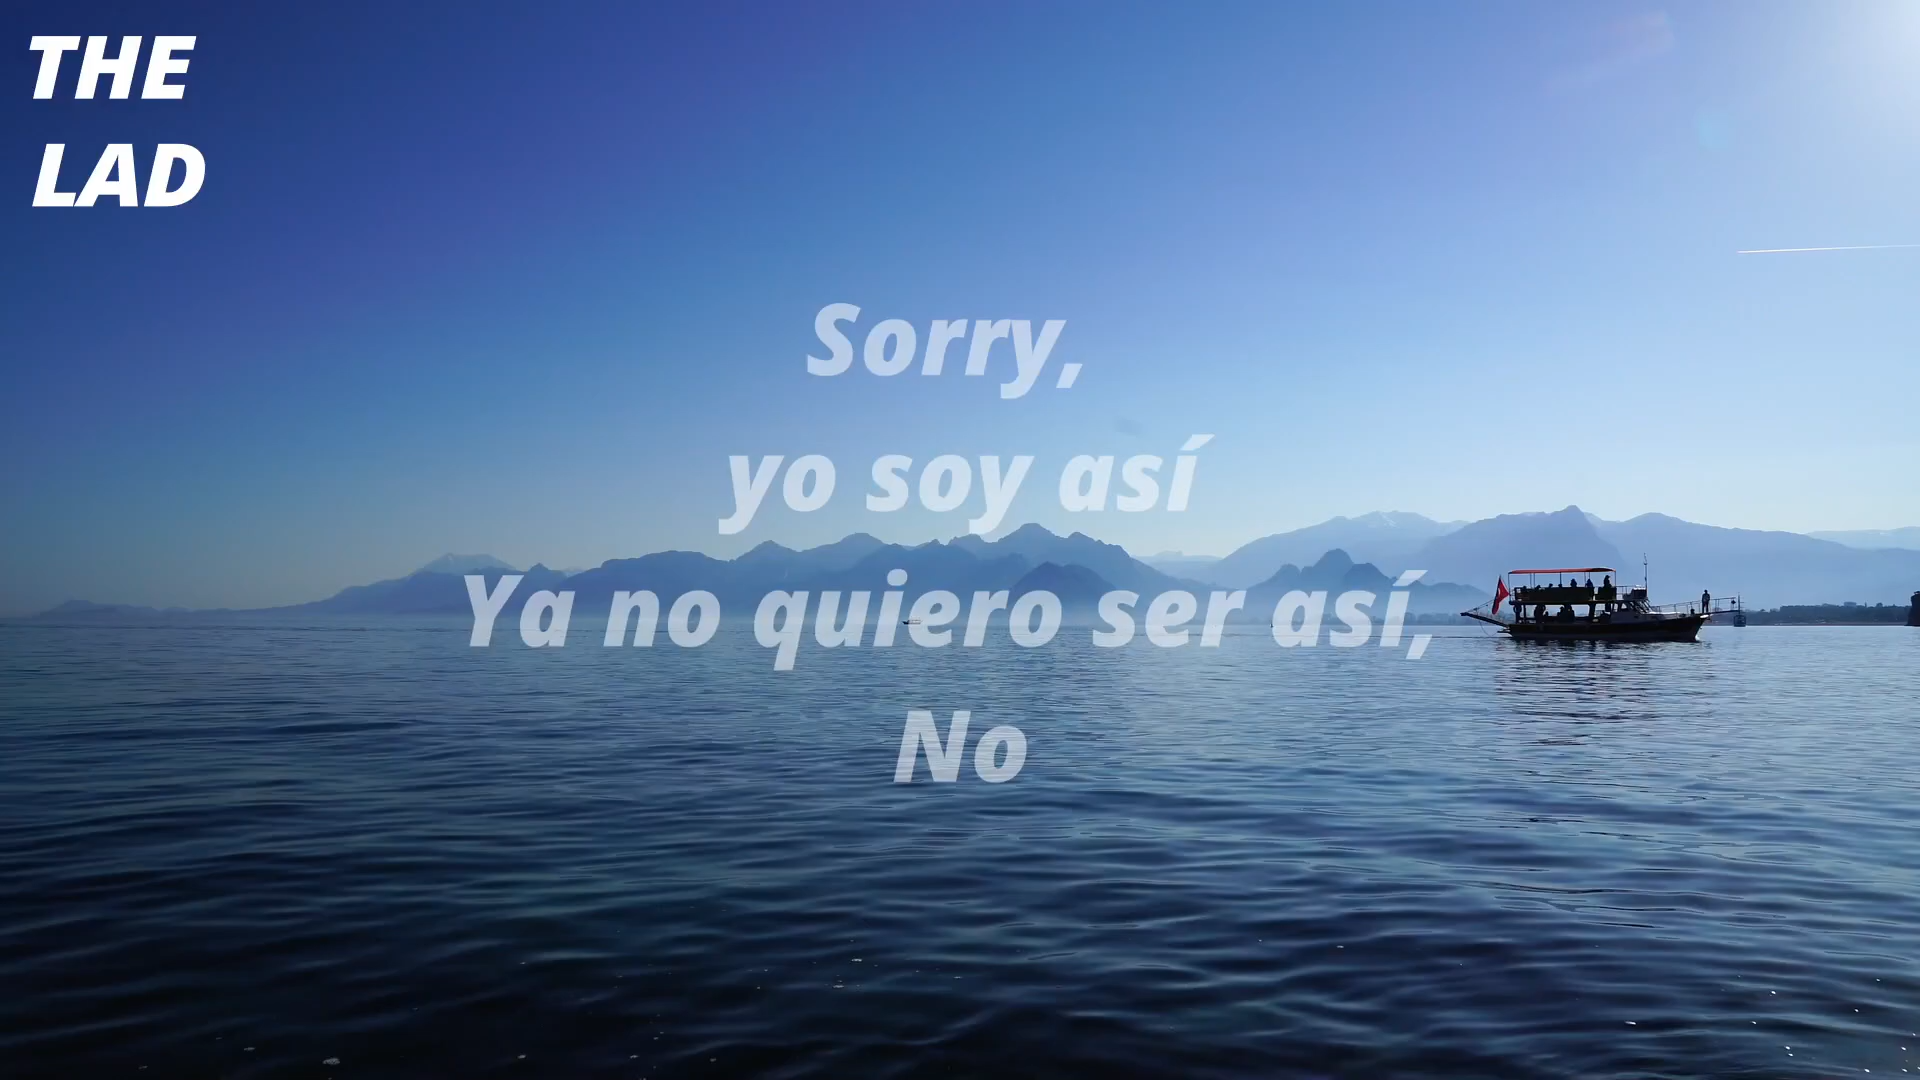 THE
LAD
Sorry,
yo soy así
Ya no quiero ser así,
No